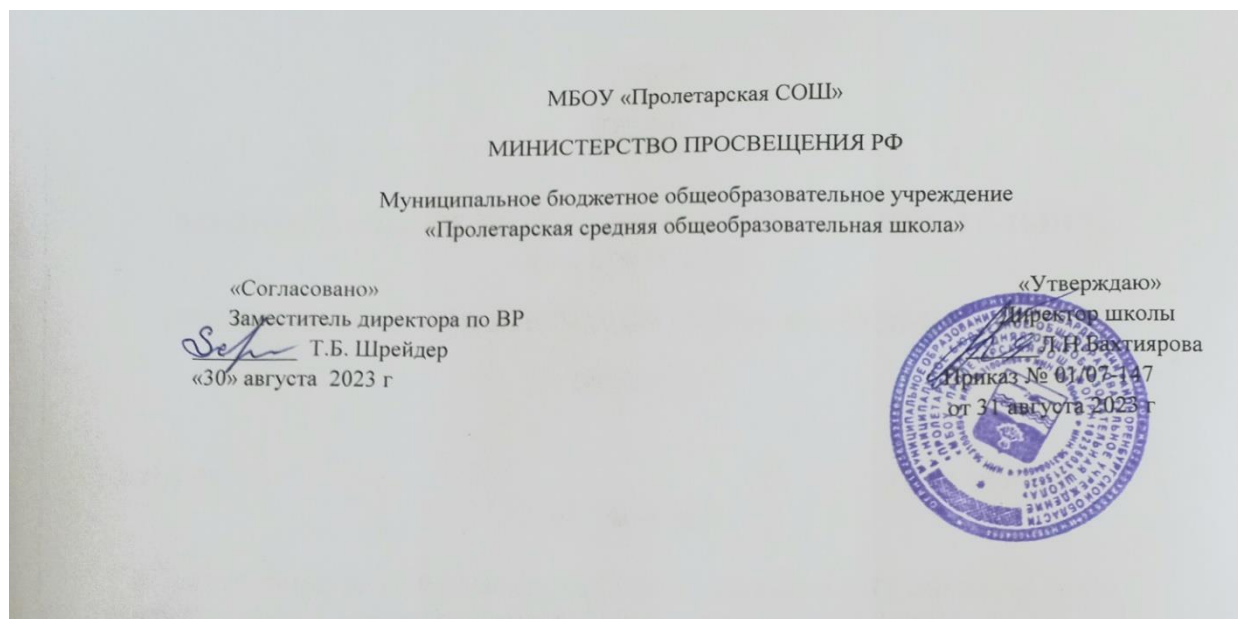 МБОУ «Пролетарская СОШ»
МИНИСТЕРСТВО ПРОСВЕЩЕНИЯ РФ
Муниципальное бюджетное общеобразовательное учреждение
«Пролетарская средняя общеобразовательная школа»
«Согласовано»
Заместитель директора по ВР
Т.Б. Шрейдер
«30» августа 2023 г
«Утверждаю»
Директор школы
Л.Н.Бахтиярова
Приказ № 01/07-147
от 31 августа 2023 г